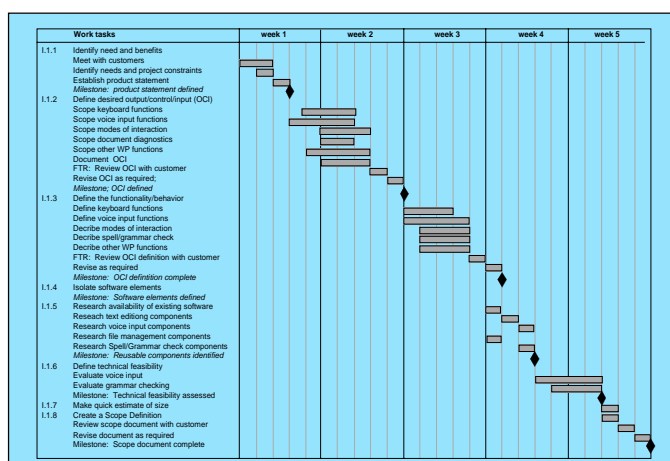 Work tasks week 1 week 2 week 3 week 4 week 5
I.1.1 Identify need and benefits
Meet with customers
Identify needs and project constraints
Establish product statement
Milestone: product statement defined
I.1.2 Define desired output/control/input (OCI)
Scope keyboard functions
Scope voice input functions
Scope modes of interaction
Scope document diagnostics
Scope other WP functions
Document OCI
FTR: Review OCI with customer
Revise OCI as required;
Milestone; OCI defined
I.1.3 Define the functionality/behavior
Define keyboard functions
Define voice input functions
Decribe modes of interaction
Decribe spell/grammar check
Decribe other WP functions
FTR: Review OCI definition with customer
Revise as required
Milestone: OCI defintition complete
I.1.4 Isolate software elements
Milestone: Software elements defined
I.1.5 Research availability of existing software
Reseach text editiong components
Research voice input components
Research file management components
Research Spell/Grammar check components
Milestone: Reusable components identified
I.1.6 Define technical feasibility
Evaluate voice input
Evaluate grammar checking
Milestone: Technical feasibility assessed
I.1.7 Make quick estimate of size
I.1.8 Create a Scope Definition
Review scope document with customer
Revise document as required
Milestone: Scope document complete